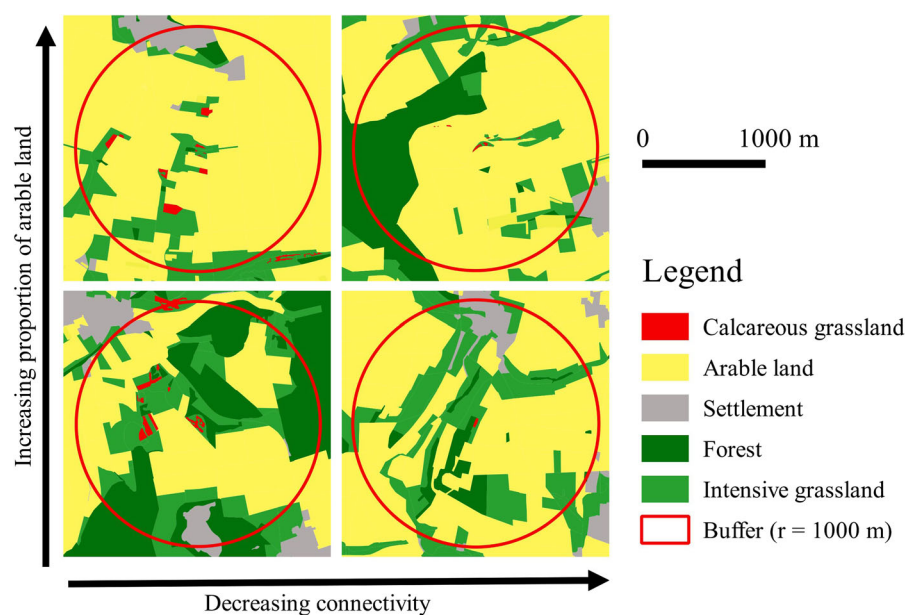 Increasing proportion of arable land
Decreasing connectivity
0 1000 m
Legend
Calcareous grassland
Arable land
Settlement
Forest
Intensive grassland
Buffer (r = 1000 m)